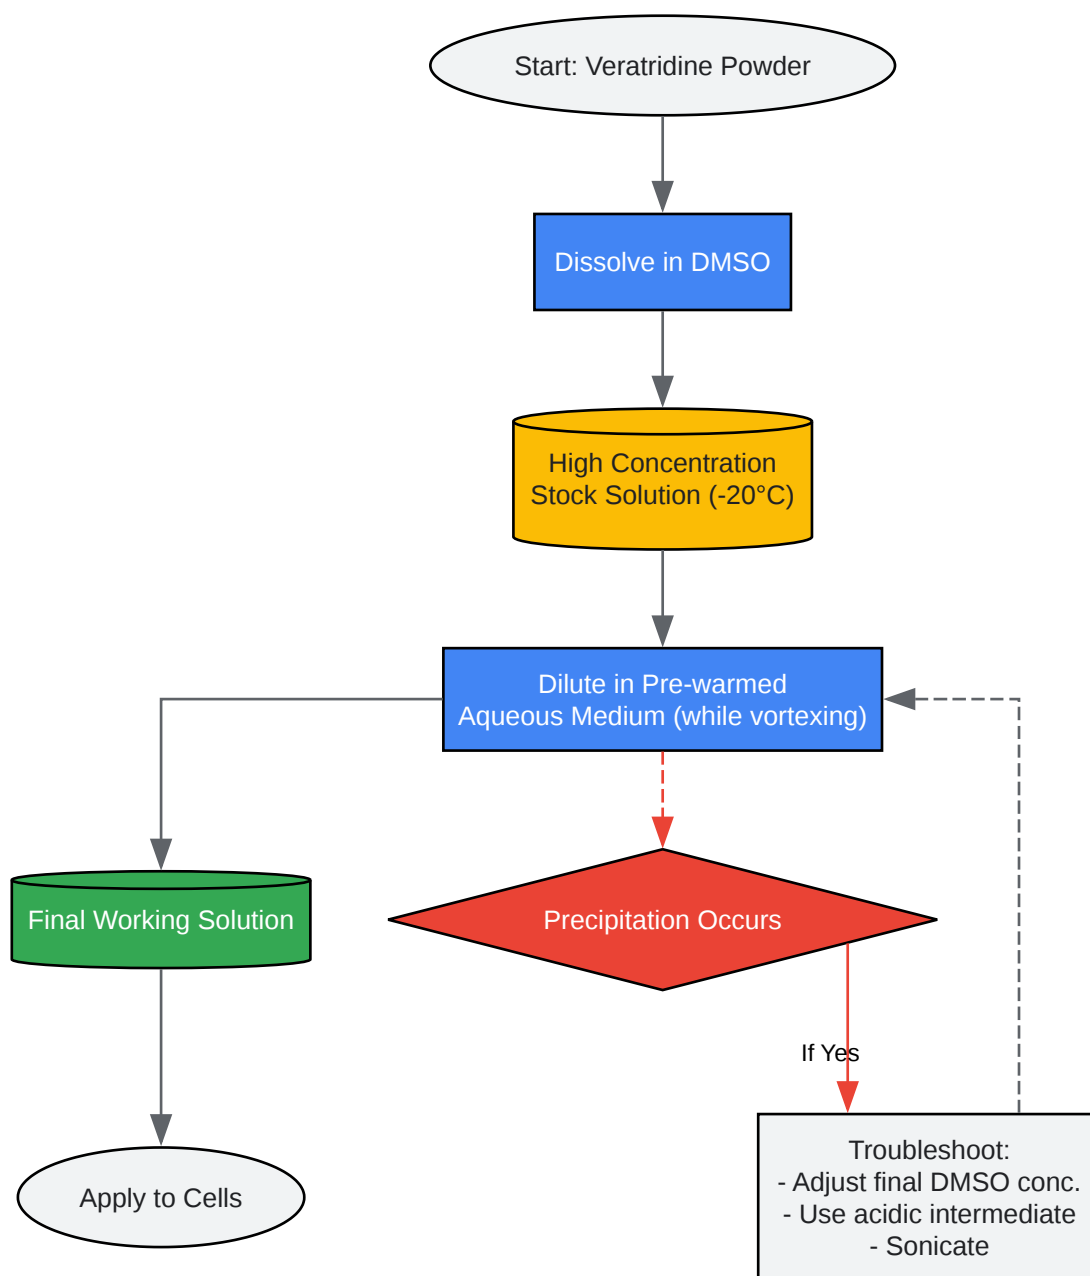 Start: Veratridine Powder
Dissolve in DMSO
High Concentration
Stock Solution (-20°C)
Dilute in Pre-warmed
Aqueous Medium (while vortexing)
Final Working Solution
Precipitation Occurs
If Yes
Troubleshoot:
- Adjust final DMSO conc.
- Use acidic intermediate
- Sonicate
Apply to Cells